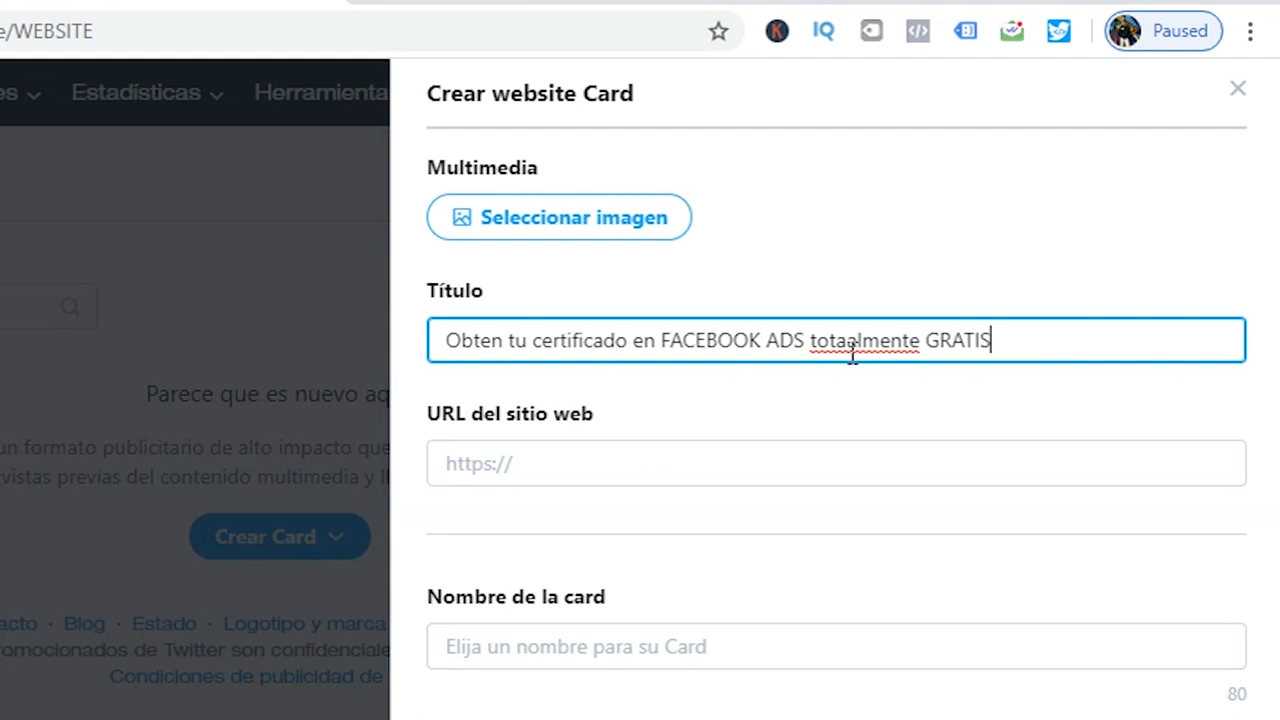 e/WEBSITE
Paused
es
Estadísticas
Herramienta
Crear website Card
Multimedia
Seleccionar imagen
Título
Obten tu certificado en FACEBOOK ADS totaalmente GRATIS
URL del sitio web
https://
Parece que es nuevo aq
un formato publicitario de alto impacto que
vistas previas del contenido multimedia y ll
Crear Card
Nombre de la card
Elija un nombre para su Card
80
acto · Blog · Estado · Logotipo y marca
romocionados de Twitter son confidenciale
Condiciones de publicidad de